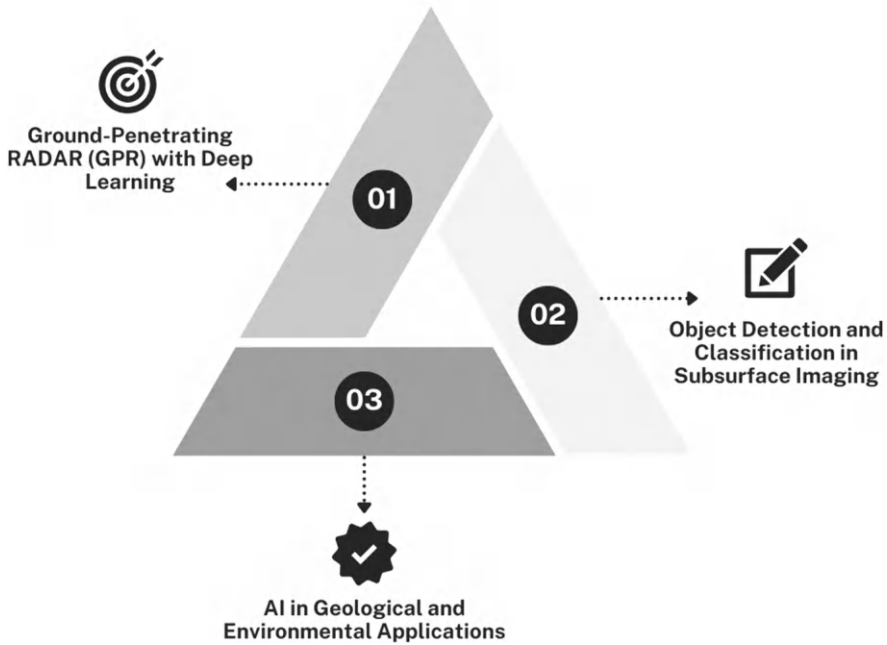 Ground-Penetrating
RADAR (GPR) with Deep
Learning
01
02
Object Detection and
Classification in
Subsurface Imaging
03
AI in Geological and
Environmental Applications